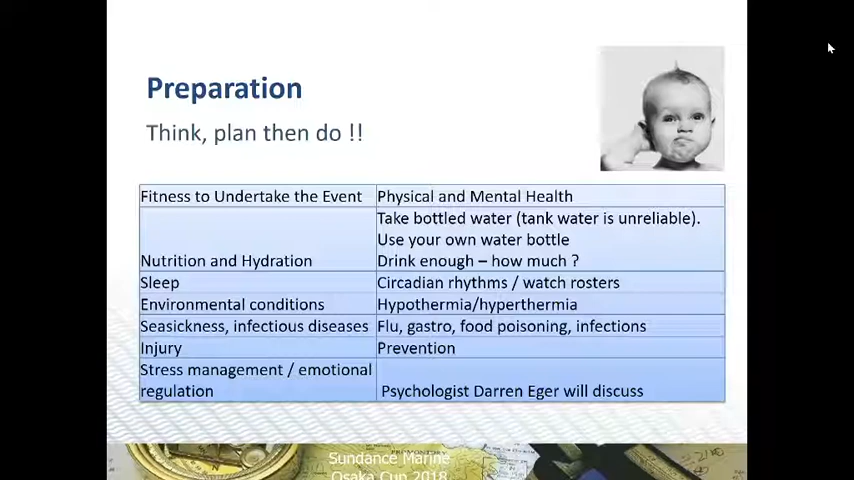 Preparation
Think, plan then do !!
Fitness to Undertake the Event
Physical and Mental Health
Nutrition and Hydration
Take bottled water (tank water is unreliable).
Use your own water bottle
Drink enough – how much ?
Sleep
Circadian rhythms / watch rosters
Environmental conditions
Hypothermia/hyperthermia
Seasickness, infectious diseases
Flu, gastro, food poisoning, infections
Injury
Prevention
Stress management / emotional
regulation
Psychologist Darren Eger will discuss
Sundance Marine
Osaka Cup 2018